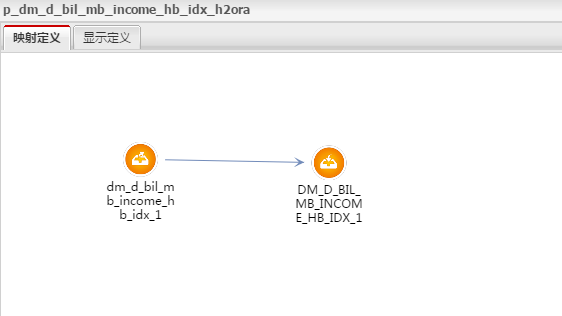 p_dm_d_bil_mb_income_hb_idx_h2ora
映射定义 显示定义
dm_d_bil_m
b_income_h
b_idx_1
DM_D_BIL_
MB_INCOM
E_HB_IDX_1